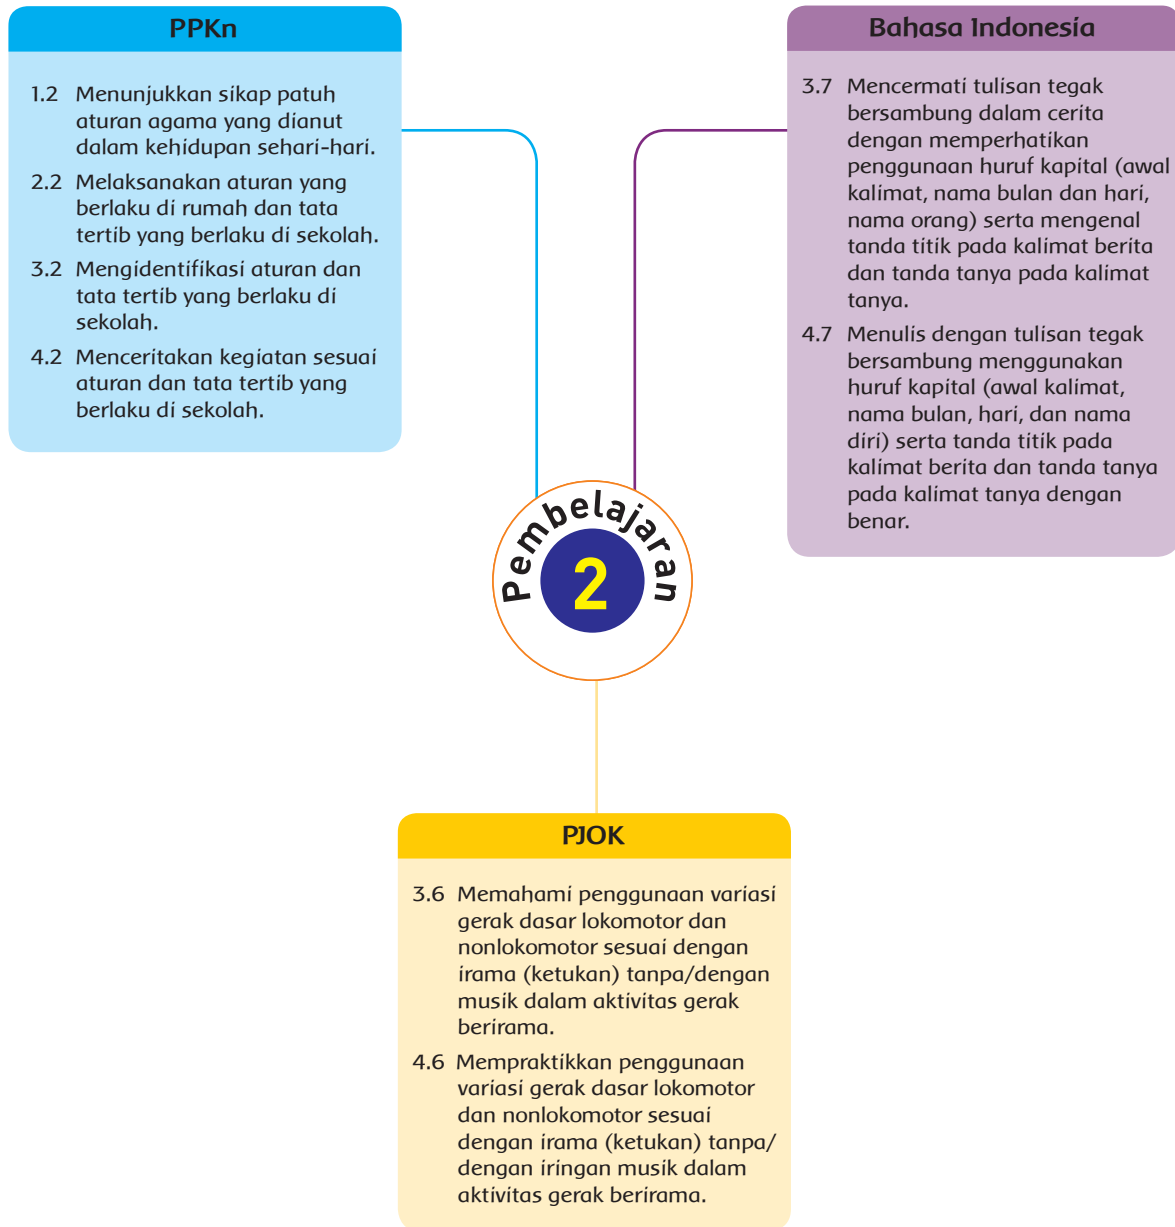 PPKn
1.2 Menunjukkan sikap patuh
aturan agama yang dianut
dalam kehidupan sehari-hari.
2.2 Melaksanakan aturan yang
berlaku di rumah dan tata
tertib yang berlaku di sekolah.
3.2 Mengidentifikasi aturan dan
tata tertib yang berlaku di
sekolah.
4.2 Menceritakan kegiatan sesuai
aturan dan tata tertib yang
berlaku di sekolah.
Bahasa Indonesia
3.7 Mencermati tulisan tegak
bersambung dalam cerita
dengan memperhatikan
penggunaan huruf kapital (awal
kalimat, nama bulan dan hari,
nama orang) serta mengenal
tanda titik pada kalimat berita
dan tanda tanya pada kalimat
tanya.
4.7 Menulis dengan tulisan tegak
bersambung menggunakan
huruf kapital (awal kalimat,
nama bulan, hari, dan nama
diri) serta tanda titik pada
kalimat berita dan tanda tanya
pada kalimat tanya dengan
benar.
Pembelajaran
2
PJOK
3.6 Memahami penggunaan variasi
gerak dasar lokomotor dan
nonlokomotor sesuai dengan
irama (ketukan) tanpa/dengan
musik dalam aktivitas gerak
berirama.
4.6 Mempraktikkan penggunaan
variasi gerak dasar lokomotor
dan nonlokomotor sesuai
dengan irama (ketukan) tanpa/
dengan iringan musik dalam
aktivitas gerak berirama.